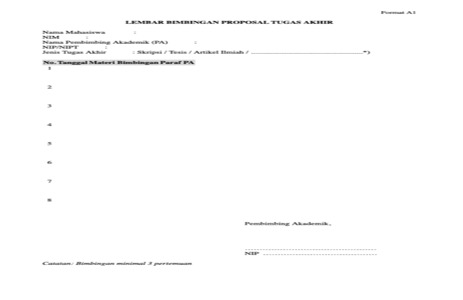 Format A1
LEMBAR BIMBINGAN PROPOSAL TUGAS AKHIR
Nama Mahasiswa :
NIM :
Nama Pembimbing Akademik (PA) :
NIP/NIPT :
Jenis Tugas Akhir : Skripsi / Tesis / Artikel Ilmiah / ................................................*)
No. Tanggal Materi Bimbingan Paraf PA
1
2
3
4
5
6
7
8
Pembimbing Akademik,
........................................................
NIP ................................................
Catatan: Bimbingan minimal 3 pertemuan